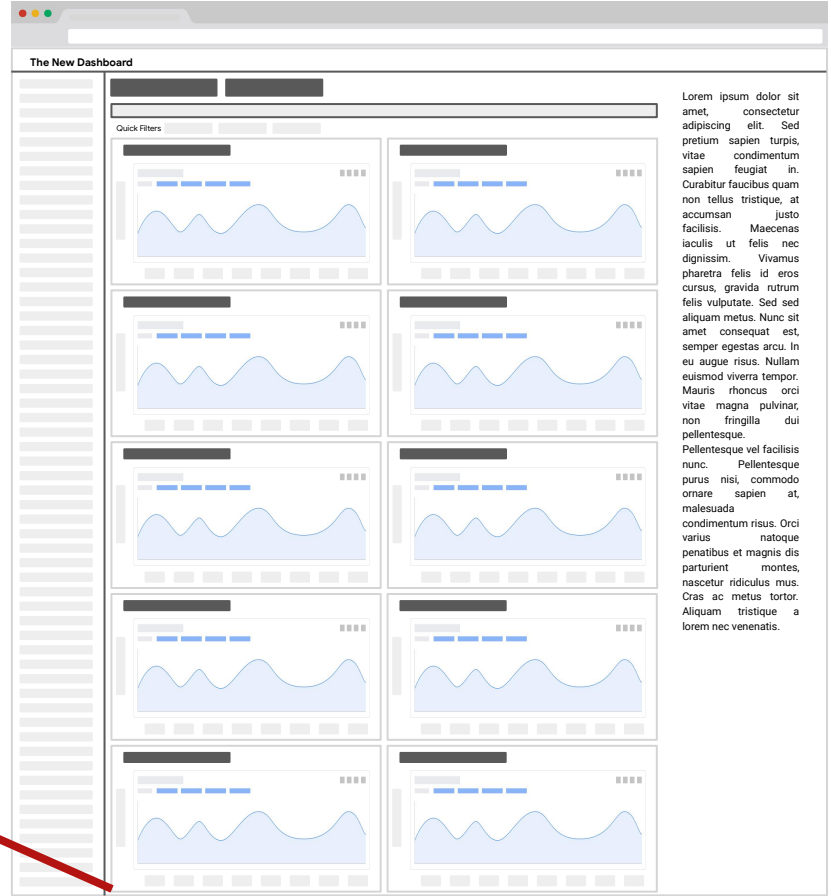 The New Dashboard
Quick Filters
Lorem ipsum dolor sit
amet, consectetur
adipiscing elit. Sed
pretium sapien turpis,
vitae condimentum
sapien feugiat in.
Curabitur faucibus quam
non tellus tristique, at
accumsan justo
facilisis. Maecenas
iaculis ut felis nec
dignissim. Vivamus
pharetra felis id eros
cursus, gravida rutrum
felis vulputate. Sed sed
aliquam metus. Nunc sit
amet consequat est,
semper egestas arcu. In
eu augue risus. Nullam
euismod viverra tempor.
Mauris rhoncus orci
vitae magna pulvinar,
non fringilla dui
pellentesque.
Pellentesque vel facilisis
nunc. Pellentesque
purus nisi, commodo
ornare sapien at,
malesuada
condimentum risus. Orci
varius natoque
penatibus et magnis dis
parturient montes,
nascetur ridiculus mus.
Cras ac metus tortor.
Aliquam tristique a
lorem nec venenatis.